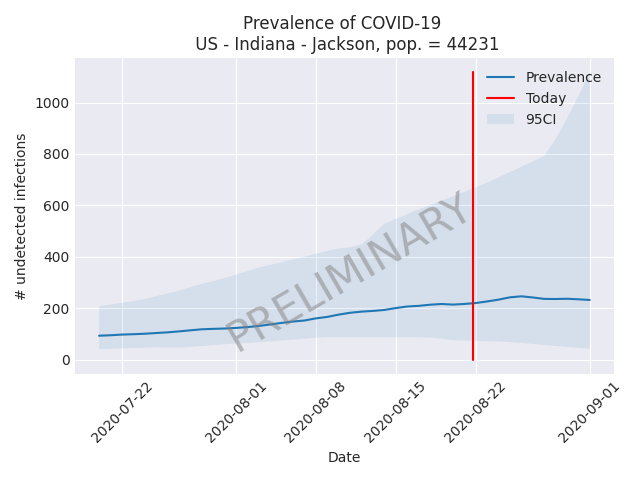 Prevalence of COVID-19
US - Indiana - Jackson, pop. = 44231
Prevalence
Today
95CI
1000
800
600
400
200
0
# undetected infections
PRELIMINARY
2020-07-22
2020-08-01
2020-08-08
2020-08-15
2020-08-22
2020-09-01
Date